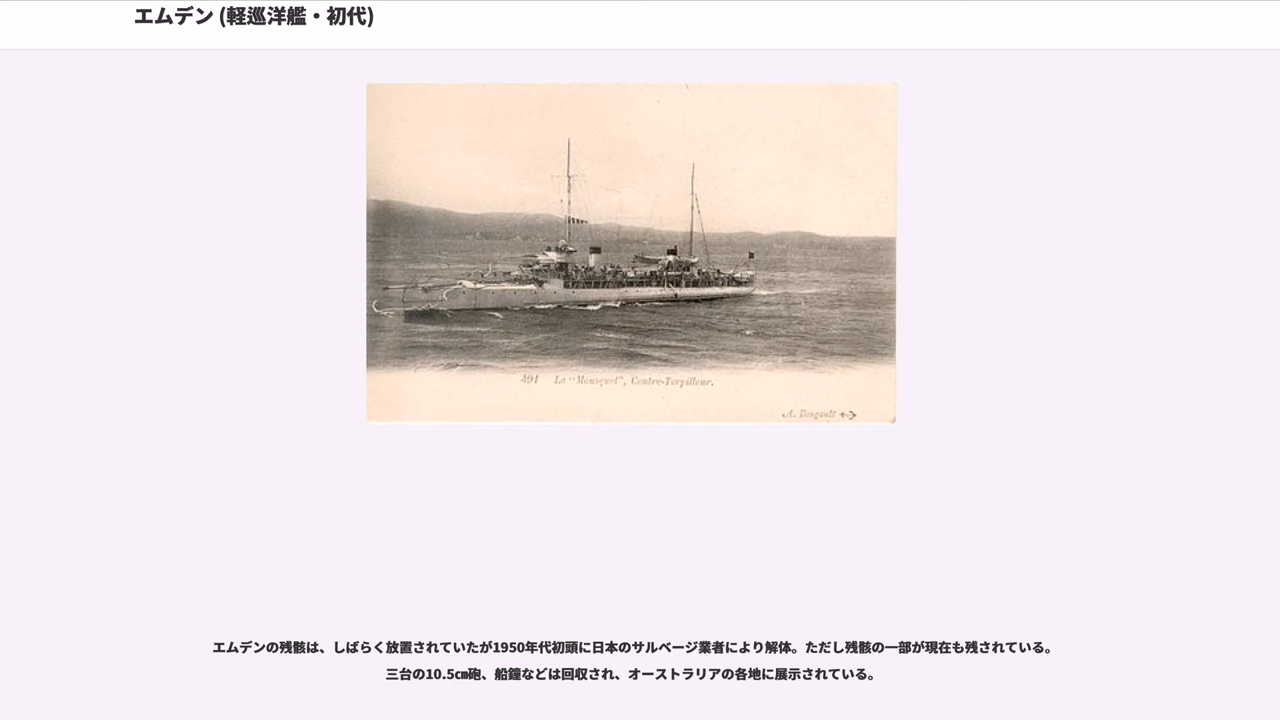 エムデン (軽巡洋艦・初代)
491 Le "Mousquet", Contre-Torpilleur.
A. Bougault
エムデンの残骸は、しばらく放置されていたが1950年代初頭に日本のサルベージ業者により解体。ただし残骸の一部が現在も残されている。
三台の10.5㎝砲、船鐘などは回収され、オーストラリアの各地に展示されている。